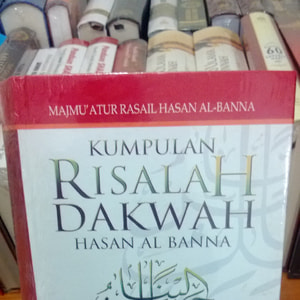 MAJMU'ATUR RASAIL HASAN AL-BANNA
KUMPULAN
RISALAH
DAKWAH
HASAN AL BANNA